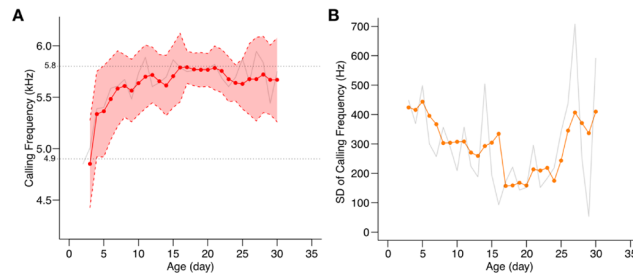 A
Calling Frequency (kHz)
6.0
5.8
5.5
5.0
4.9
4.5
0 5 10 15 20 25 30 35
Age (day)
B
SD of Calling Frequency (Hz)
700
600
500
400
300
200
100
0
0 5 10 15 20 25 30 35
Age (day)